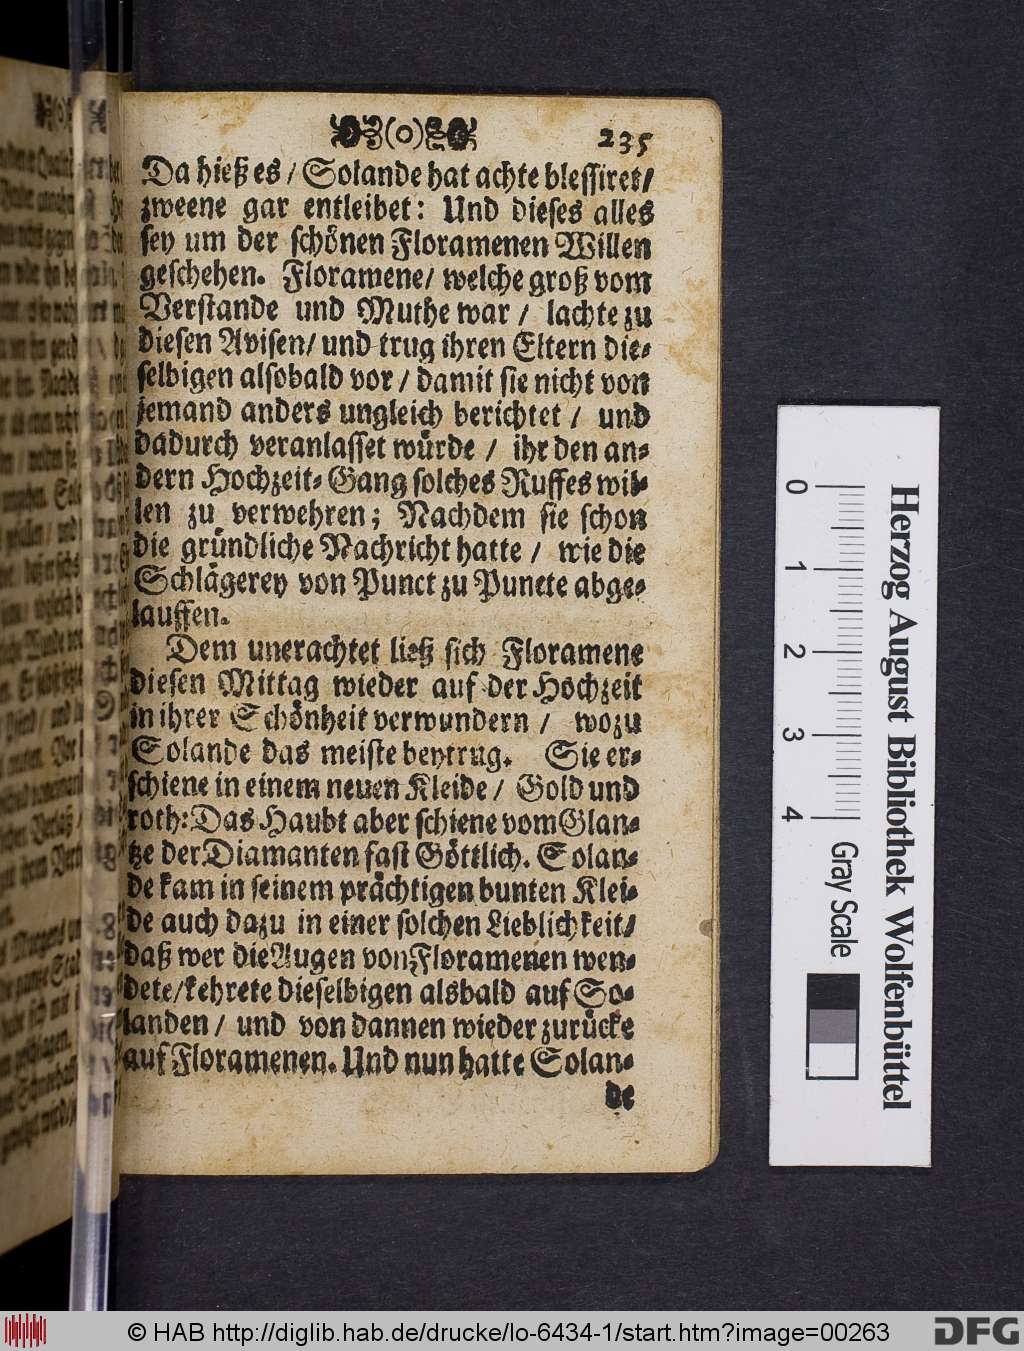 (o) 235
Da hieß es / Solande hat achte blessiret /
zweene gar entleibet: Und dieses alles
sey um der schönen Floramenen Willen
geschehen. Floramene / welche groß vom
Verstande und Muthe war / lachte zu
diesen Avisen / und trug ihren Eltern die-
selbigen alsobald vor / damit sie nicht von
jemand anders ungleich berichtet / und
dadurch veranlasset würde / ihr den an-
dern Hochzeit-Gang solches Ruffes wil-
len zu verwehren; Nachdem sie schon
die gründliche Nachricht hatte / wie die
Schlägerey von Punct zu Puncte abge-
lauffen.
Dem unerachtet ließ sich Floramene
diesen Mittag wieder auf der Hochzeit
in ihrer Schönheit verwundern / wozu
Solande das meiste beytrug. Sie er-
schiene in einem neuen Kleide / Gold und
roth: Das Haubt aber schiene vom Glan-
tze der Diamanten fast Göttlich. Solan-
de kam in seinem prächtigen bunten Klei-
de auch dazu in einer solchen Lieblichkeit /
daß wer die Augen von Floramenen wen-
dete / kehrete dieselbigen alsbald auf So-
landen / und von dannen wieder zurücke
auf Floramenen. Und nun hatte Solan-
de
0 1 2 3 4
Gray Scale
Herzog August Bibliothek Wolfenbüttel
© HAB http://diglib.hab.de/drucke/lo-6434-1/start.htm?image=00263
DFG